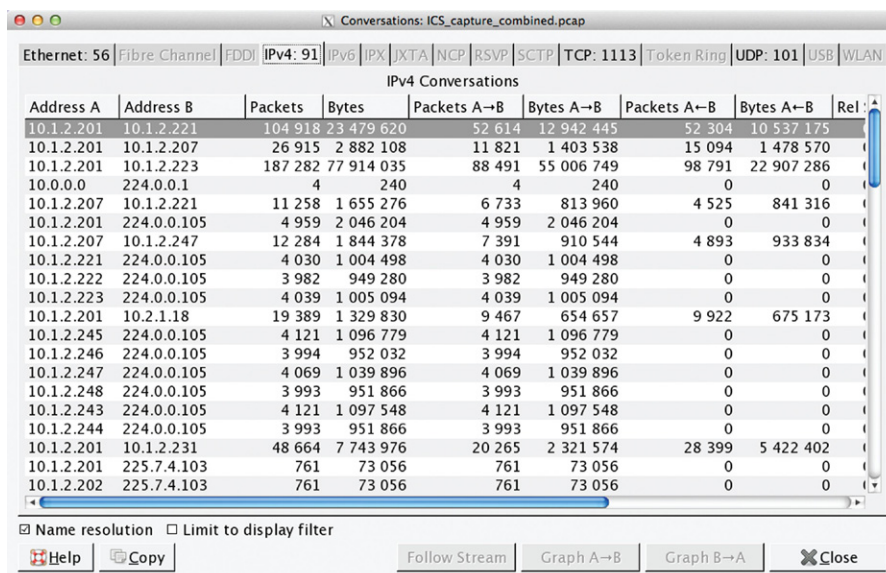 Conversations: ICS_capture_combined.pcap
Ethernet: 56 Fibre Channel FDDI IPv4: 91 IPv6 IPX JXTA NCP RSVP SCTP TCP: 1113 Token Ring UDP: 101 USB WLAN
IPv4 Conversations
Address A Address B Packets Bytes Packets A→B Bytes A→B Packets A←B Bytes A←B Rel
10.1.2.201 10.1.2.221 104 918 23 479 620 52 614 12 942 445 52 304 10 537 175
10.1.2.201 10.1.2.207 26 915 2 882 108 11 821 1 403 538 15 094 1 478 570
10.1.2.201 10.1.2.223 187 282 77 914 035 88 491 55 006 749 98 791 22 907 286
10.0.0.0 224.0.0.1 4 240 4 240 0 0
10.1.2.207 10.1.2.221 11 258 1 655 276 6 733 813 960 4 525 841 316
10.1.2.201 224.0.0.105 4 959 2 046 204 4 959 2 046 204 0 0
10.1.2.207 10.1.2.247 12 284 1 844 378 7 391 910 544 4 893 933 834
10.1.2.221 224.0.0.105 4 030 1 004 498 4 030 1 004 498 0 0
10.1.2.222 224.0.0.105 3 982 949 280 3 982 949 280 0 0
10.1.2.223 224.0.0.105 4 039 1 005 094 4 039 1 005 094 0 0
10.1.2.201 10.2.1.18 19 389 1 329 830 9 467 654 657 9 922 675 173
10.1.2.245 224.0.0.105 4 121 1 096 779 4 121 1 096 779 0 0
10.1.2.246 224.0.0.105 3 994 952 032 3 994 952 032 0 0
10.1.2.247 224.0.0.105 4 069 1 039 896 4 069 1 039 896 0 0
10.1.2.248 224.0.0.105 3 993 951 866 3 993 951 866 0 0
10.1.2.243 224.0.0.105 4 121 1 097 548 4 121 1 097 548 0 0
10.1.2.244 224.0.0.105 3 993 951 866 3 993 951 866 0 0
10.1.2.201 10.1.2.231 48 664 7 743 976 20 265 2 321 574 28 399 5 422 402
10.1.2.201 225.7.4.103 761 73 056 761 73 056 0 0
10.1.2.202 225.7.4.103 761 73 056 761 73 056 0 0
Name resolution Limit to display filter
Help Copy Follow Stream Graph A→B Graph B→A Close